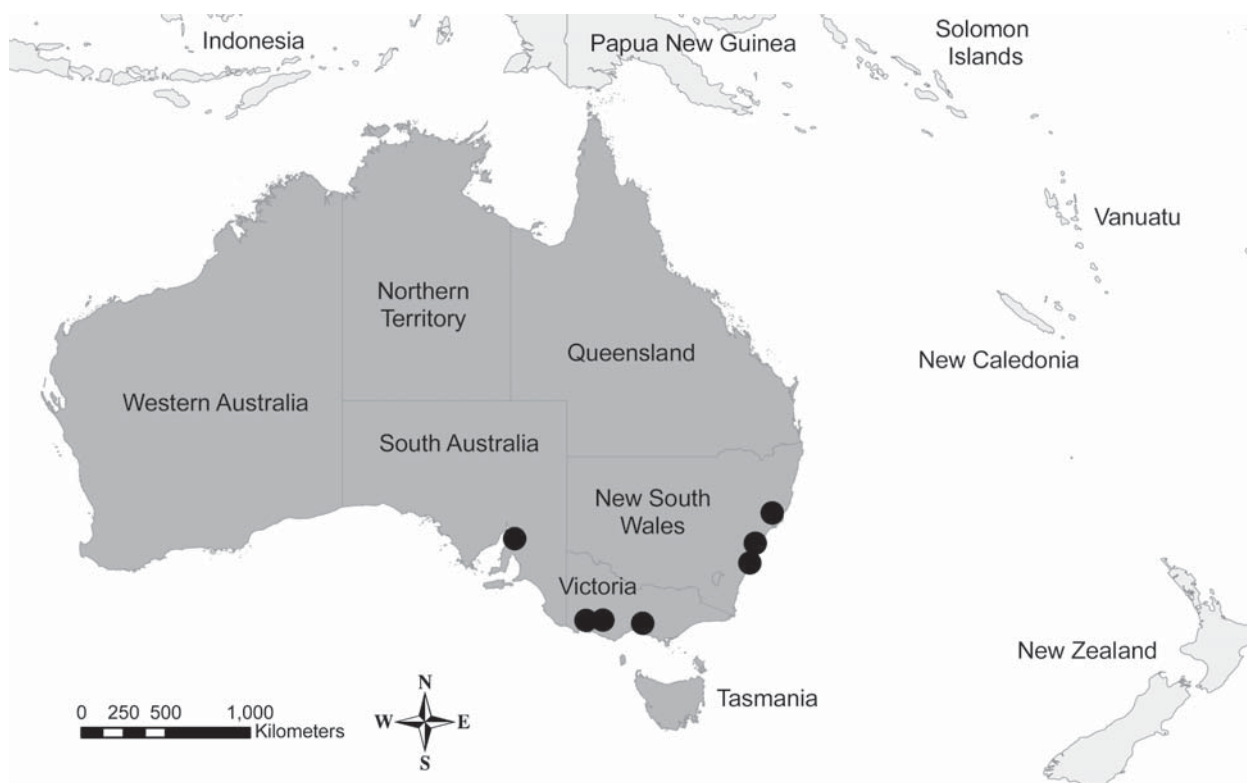 Indonesia
Papua New Guinea
Solomon
Islands
Vanuatu
Northern
Territory
Queensland
New Caledonia
Western Australia
South Australia
New South
Wales
Victoria
New Zealand
Tasmania
0 250 500 1,000
Kilometers
N
W E
S